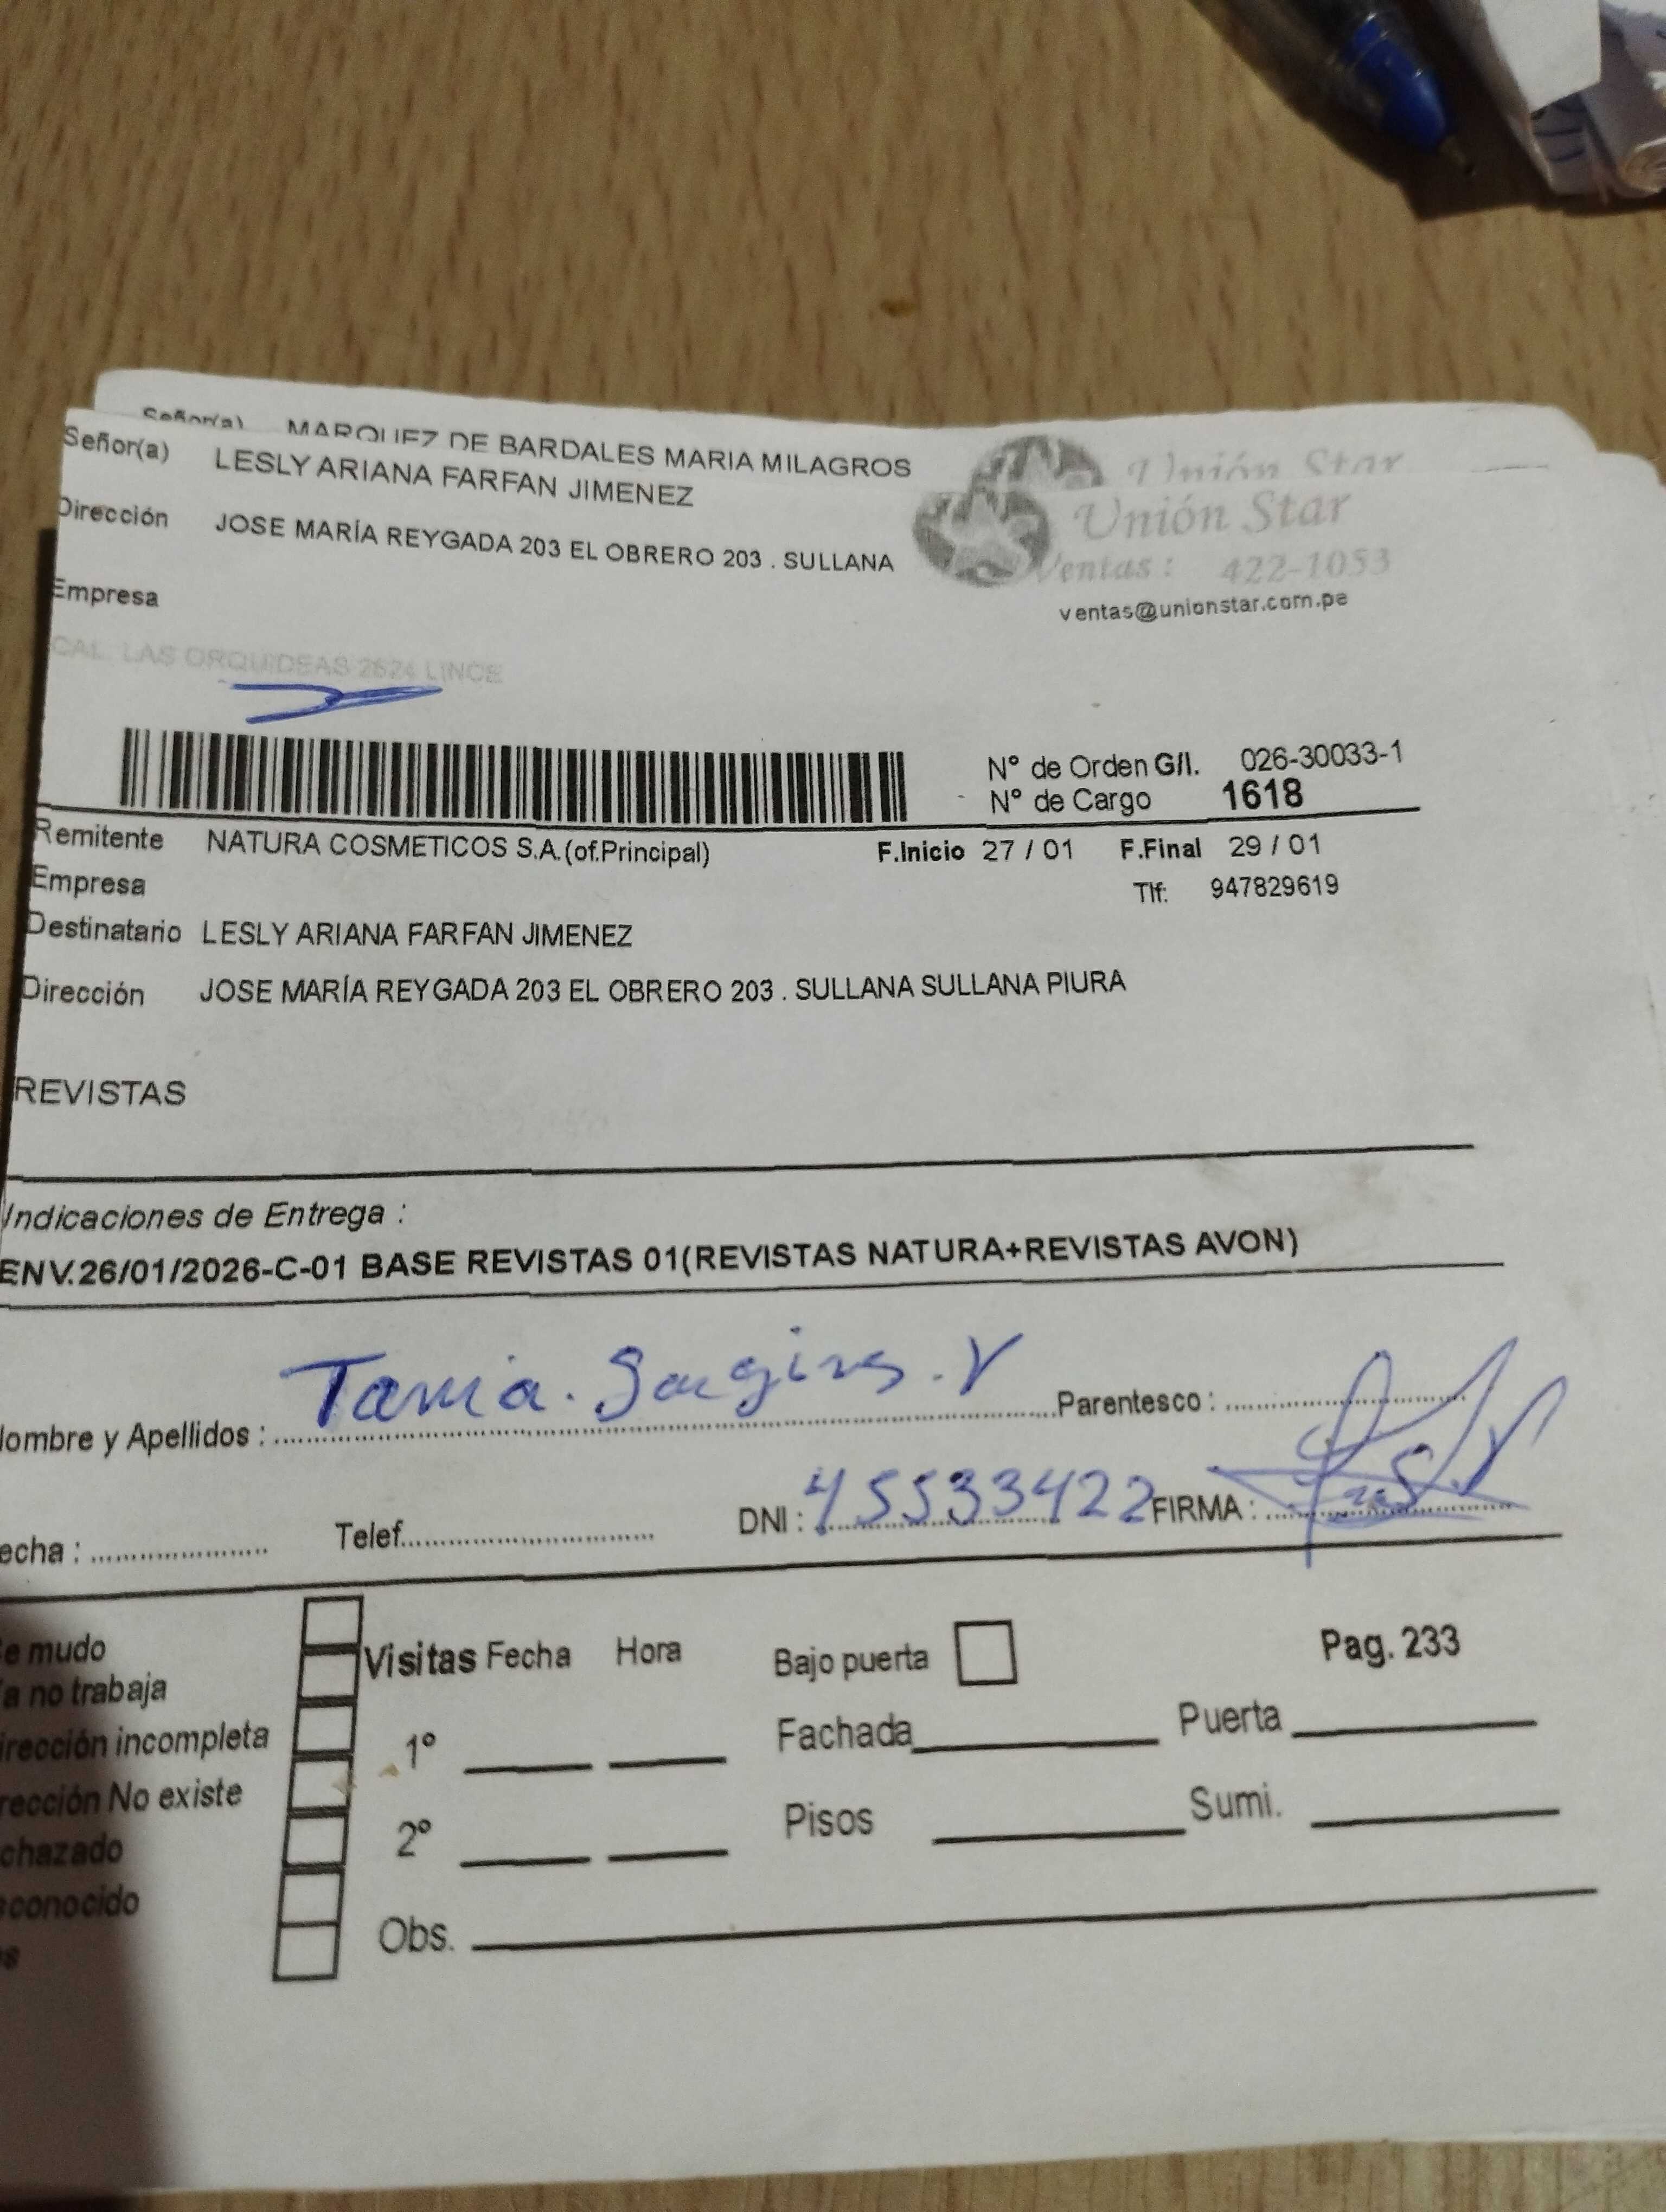 Señor(a) MARQUEZ DE BARDALES MARIA MILAGROS
Unión Star
Señor(a) LESLY ARIANA FARFAN JIMENEZ
Unión Star
Dirección JOSE MARÍA REYGADA 203 EL OBRERO 203 . SULLANA
Ventas : 422-1053
Empresa
ventas@unionstar.com.pe
CAL. LAS ORQUIDEAS 2624 LINCE
Nº de Orden G/I. 026-30033-1
Nº de Cargo 1618
Remitente NATURA COSMETICOS S.A.(of.Principal) F.Inicio 27 / 01 F.Final 29 / 01
Empresa Tlf: 947829619
Destinatario LESLY ARIANA FARFAN JIMENEZ
Dirección JOSE MARÍA REYGADA 203 EL OBRERO 203 . SULLANA SULLANA PIURA
REVISTAS
Indicaciones de Entrega :
ENV.26/01/2026-C-01 BASE REVISTAS 01(REVISTAS NATURA+REVISTAS AVON)
ombre y Apellidos : Tania. V Parentesco :
echa : Telef. DNI : 45533422 FIRMA :
e mudo
Visitas Fecha Hora Bajo puerta Pag. 233
a no trabaja
irección incompleta 1º Fachada Puerta
rección No existe
2º Pisos Sumi.
chazado
conocido
Obs.